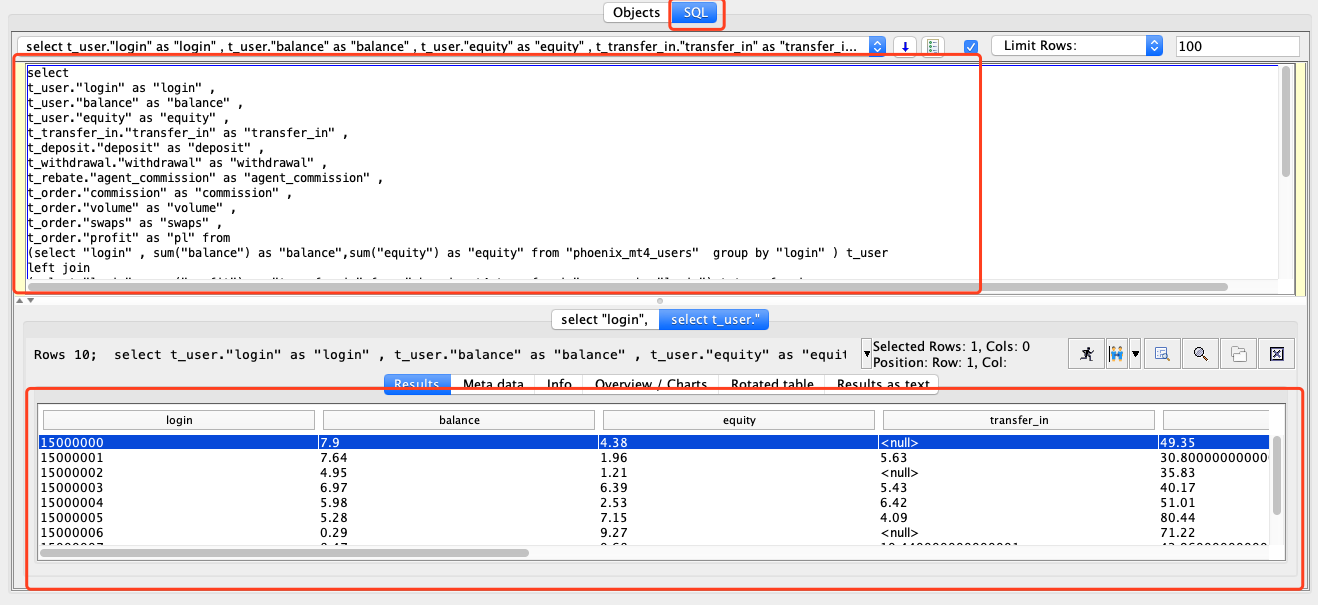 Objects
SQL
select t_user."login" as "login" , t_user."balance" as "balance" , t_user."equity" as "equity" , t_transfer_in."transfer_in" as "transfer_i...
Limit Rows:
100
select
t_user."login" as "login" ,
t_user."balance" as "balance" ,
t_user."equity" as "equity" ,
t_transfer_in."transfer_in" as "transfer_in" ,
t_deposit."deposit" as "deposit" ,
t_withdrawal."withdrawal" as "withdrawal" ,
t_rebate."agent_commission" as "agent_commission" ,
t_order."commission" as "commission" ,
t_order."volume" as "volume" ,
t_order."swaps" as "swaps" ,
t_order."profit" as "pl" from
(select "login" , sum("balance") as "balance",sum("equity") as "equity" from "phoenix_mt4_users"  group by "login" ) t_user
left join
select "login",
select t_user."
Rows 10;  select t_user."login" as "login" , t_user."balance" as "balance" , t_user."equity" as "equit
Selected Rows: 1, Cols: 0
Position: Row: 1, Col:
Results
Meta data
Info
Overview / Charts
Rotated table
Results as text
login balance equity transfer_in
15000000 7.9 4.38 <null> 49.35
15000001 7.64 1.96 5.63 30.80000000000
15000002 4.95 1.21 <null> 35.83
15000003 6.97 6.39 5.43 40.17
15000004 5.98 2.53 6.42 51.01
15000005 5.28 7.15 4.09 80.44
15000006 0.29 9.27 <null> 71.22